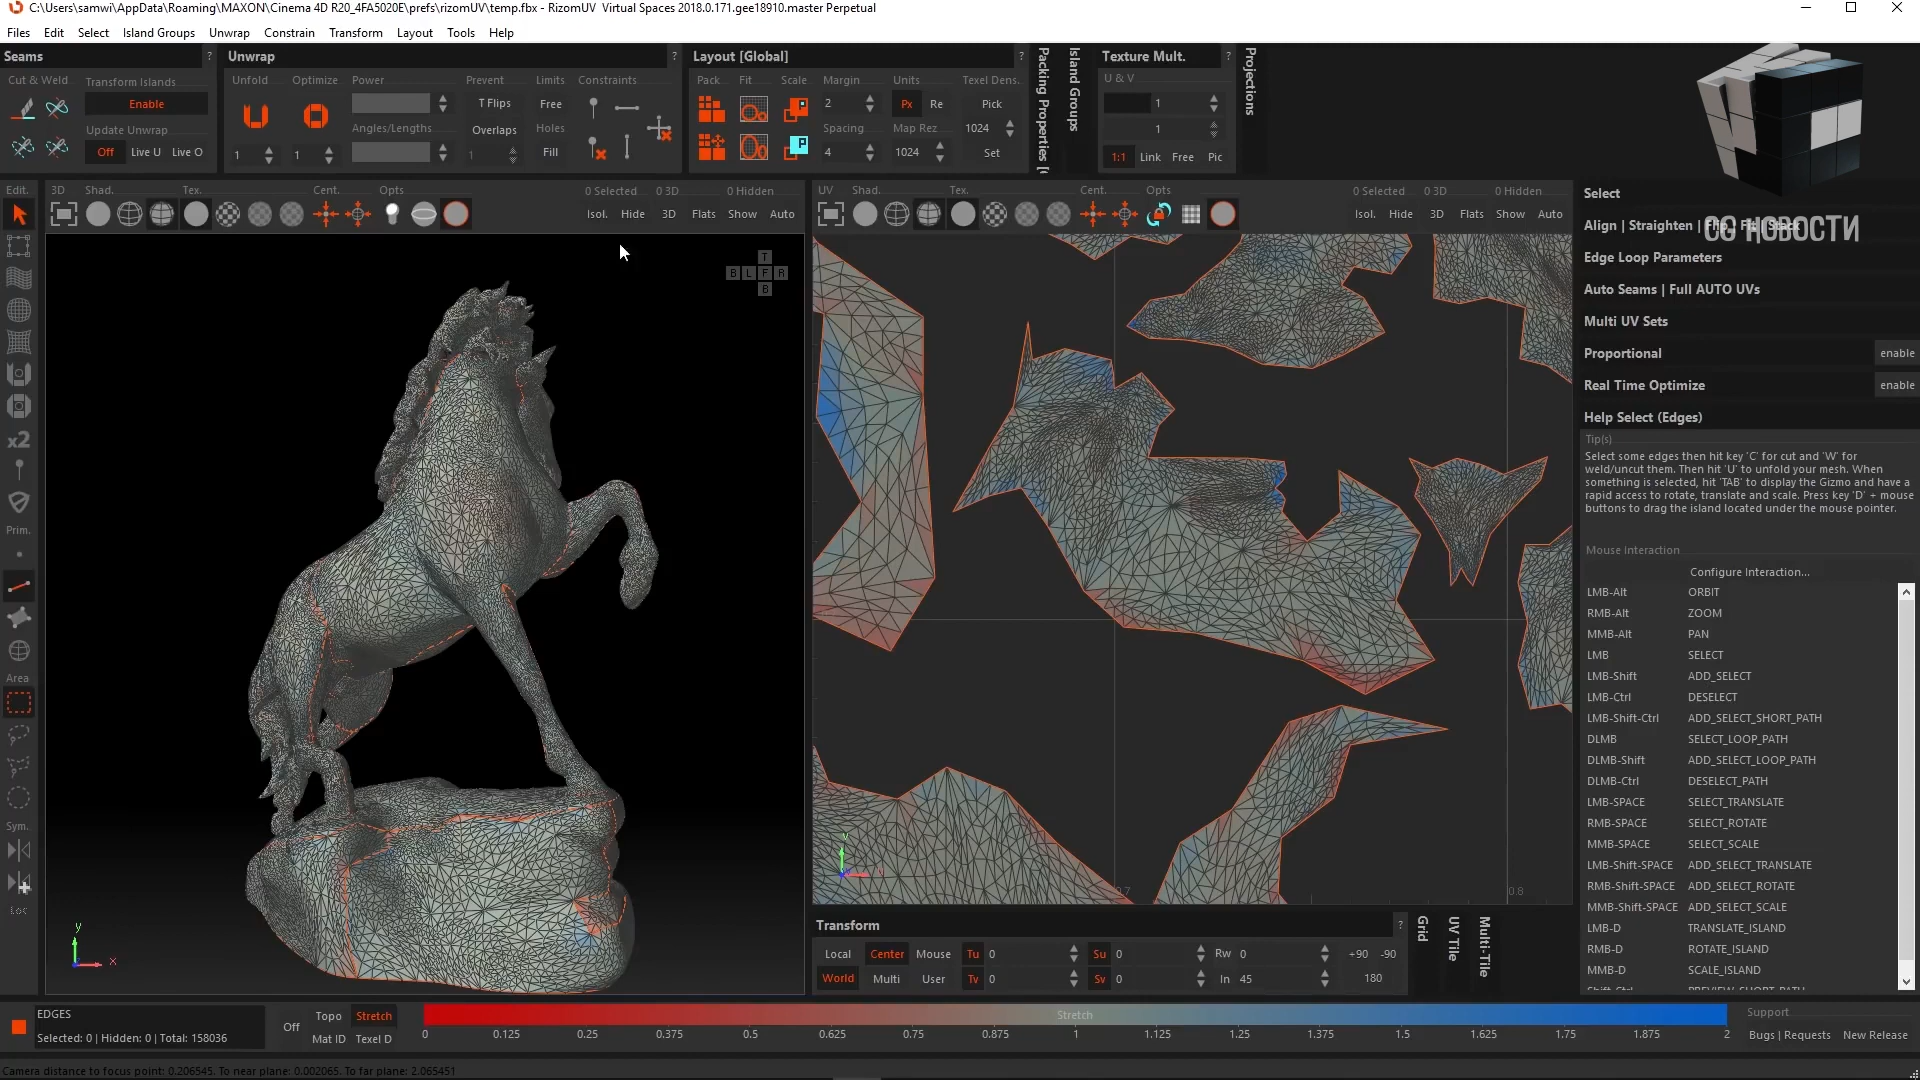 C:\Users\samwi\AppData\Roaming\MAXON\Cinema 4D R20_4FA5020E\prefs\rizomUV\temp.fbx - RizomUV Virtual Spaces 2018.0.171.gee18910.master Perpetual
Files Edit Select Island Groups Unwrap Constrain Transform Layout Tools Help
Seams ? Unwrap ? Layout [Global] ? Texture Mult. ?
Packing Properties [
Island Groups
Projections
Cut & Weld Transform Islands Unfold Optimize Power Prevent Limits Constraints Pack Fit Scale Margin Units Texel Dens. U & V
Enable T Flips Free 2 Px Re Pick 1
Update Unwrap Angles/Lengths Overlaps Holes Spacing Map Rez 1024 1
Off Live U Live O 1 1 1 Fill 4 1024 Set 1:1 Link Free Pic
Edit. 3D Shad. Tex. Cent. Opts 0 Selected 0 3D 0 Hidden UV Shad. Tex. Cent. Opts 0 Selected 0 3D 0 Hidden
Isol. Hide 3D Flats Show Auto Isol. Hide 3D Flats Show Auto
T
B L F R
B
x2
Prim.
Area
Sym.
Loc
y
x
y
0.8
Select
Align | Straighten | Flip | Fit | Stack
CG НОВОСТИ
Edge Loop Parameters
Auto Seams | Full AUTO UVs
Multi UV Sets
Proportional enable
Real Time Optimize enable
Help Select (Edges)
Tip(s)
Select some edges then hit key 'C' for cut and 'W' for
weld/uncut them. Then hit 'U' to unfold your mesh. When
something is selected, hit 'TAB' to display the Gizmo and have a
rapid access to rotate, translate and scale. Press key 'D' + mouse
buttons to drag the island located under the mouse pointer.
Mouse Interaction
Configure Interaction...
LMB-Alt ORBIT
RMB-Alt ZOOM
MMB-Alt PAN
LMB SELECT
LMB-Shift ADD_SELECT
LMB-Ctrl DESELECT
LMB-Shift-Ctrl ADD_SELECT_SHORT_PATH
DLMB SELECT_LOOP_PATH
DLMB-Shift ADD_SELECT_LOOP_PATH
DLMB-Ctrl DESELECT_PATH
LMB-SPACE SELECT_TRANSLATE
RMB-SPACE SELECT_ROTATE
MMB-SPACE SELECT_SCALE
LMB-Shift-SPACE ADD_SELECT_TRANSLATE
RMB-Shift-SPACE ADD_SELECT_ROTATE
MMB-Shift-SPACE ADD_SELECT_SCALE
LMB-D TRANSLATE_ISLAND
RMB-D ROTATE_ISLAND
MMB-D SCALE_ISLAND
Shift-Ctrl PREVIEW_SHORT_PATH
Transform ?
Local Center Mouse Tu 0 Su 0 Rw 0 +90 -90
World Multi User Tv 0 Sv 0 In 45 180
Grid
UV Tile
Multi-Tile
EDGES
Selected: 0 | Hidden: 0 | Total: 158036
Off Topo Stretch
Mat ID Texel D
Stretch
0 0.125 0.25 0.375 0.5 0.625 0.75 0.875 1 1.125 1.25 1.375 1.5 1.625 1.75 1.875 2
Support
Bugs | Requests New Release
Camera distance to focus point: 0.206545. To near plane: 0.002065. To far plane: 2.065451